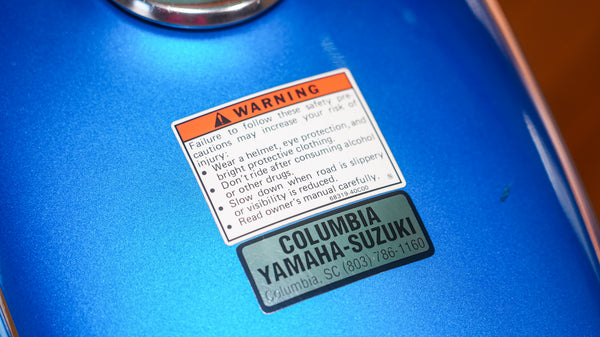 WARNING
Failure to follow these safety pre-
cautions may increase your risk of
injury:
• Wear a helmet, eye protection, and
bright protective clothing.
• Don't ride after consuming alcohol
or other drugs.
• Slow down when road is slippery
or visibility is reduced.
• Read owner's manual carefully.
68319-40C00
COLUMBIA
YAMAHA-SUZUKI
Columbia, SC (803) 786-1160